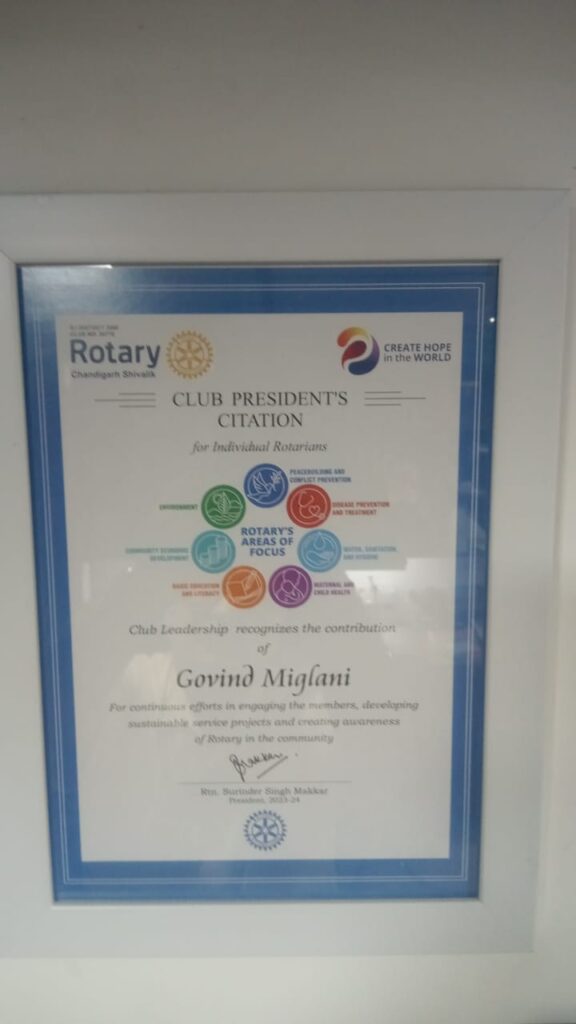 Rotary
Chandigarh Shivalik
CREATE HOPE
in the WORLD
CLUB PRESIDENT'S
CITATION
for Individual Rotarians
PEACEBUILDING AND
CONFLICT PREVENTION
ENVIRONMENT
DISEASE PREVENTION
AND TREATMENT
ROTARY'S
AREAS OF
FOCUS
COMMUNITY ECONOMIC
DEVELOPMENT
WATER, SANITATION,
AND HYGIENE
BASIC EDUCATION
AND LITERACY
MATERNAL AND
CHILD HEALTH
Club Leadership recognizes the contribution
of
Govind Miglani
For continuous efforts in engaging the members, developing
sustainable service projects and creating awareness
of Rotary in the community
Rtn. Surinder Singh Makkar
President, 2023-24